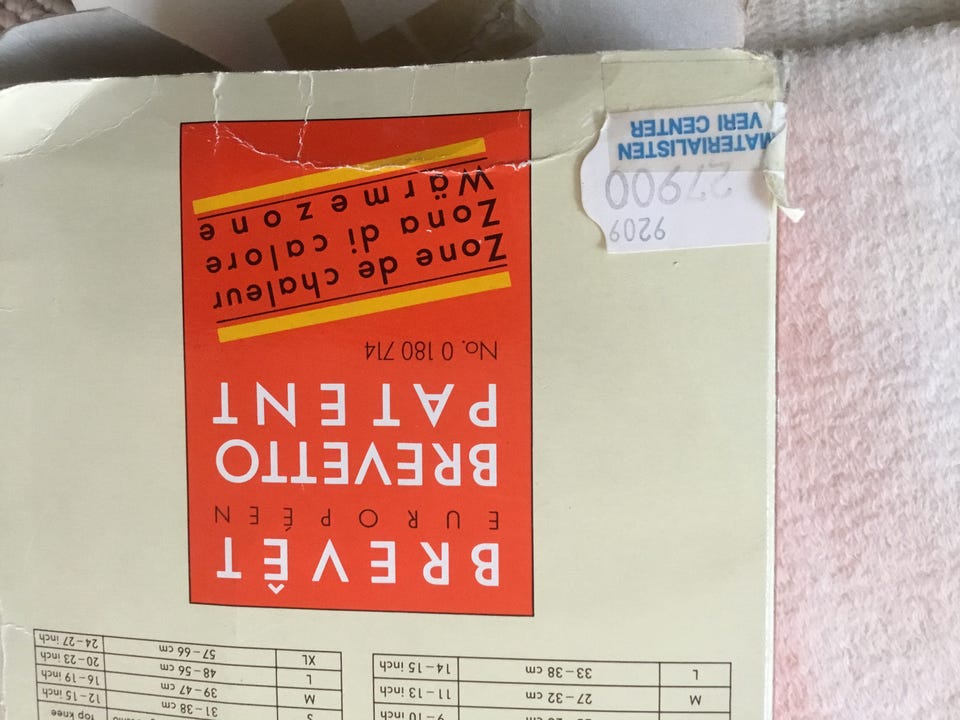 9–10 inch
M 27–32 cm 11–13 inch
L 33–38 cm 14–15 inch
top knee
S 31–38 cm 12–15 inch
M 39–47 cm 16–19 inch
L 48–56 cm 20–23 inch
XL 57–66 cm 24–27 inch
BREVÊT
EUROPÉEN
BREVETTO
PATENT
No. 0 180 714
Zone de chaleur
Zona di calore
Wärmezone
9209
27900
MATERIALISTEN
VERI CENTER